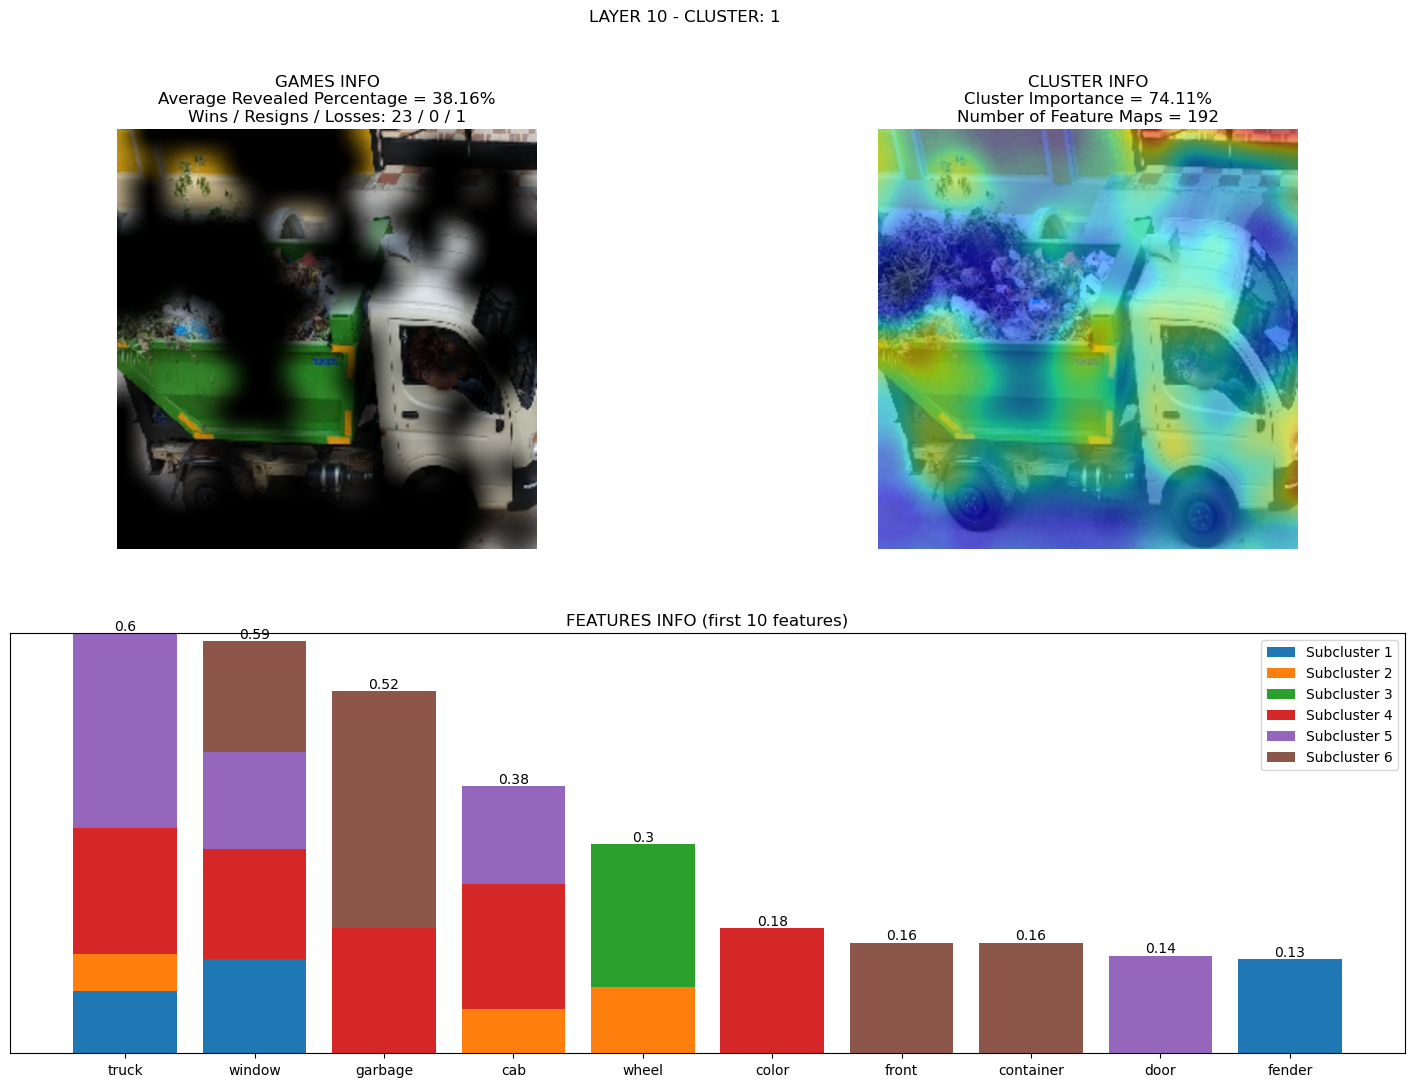 LAYER 10 - CLUSTER: 1
GAMES INFO
Average Revealed Percentage = 38.16%
Wins / Resigns / Losses: 23 / 0 / 1
CLUSTER INFO
Cluster Importance = 74.11%
Number of Feature Maps = 192
TATA
FEATURES INFO (first 10 features)
0.6
0.59
0.52
0.38
0.3
0.18
0.16
0.16
0.14
0.13
Subcluster 1
Subcluster 2
Subcluster 3
Subcluster 4
Subcluster 5
Subcluster 6
truck
window
garbage
cab
wheel
color
front
container
door
fender